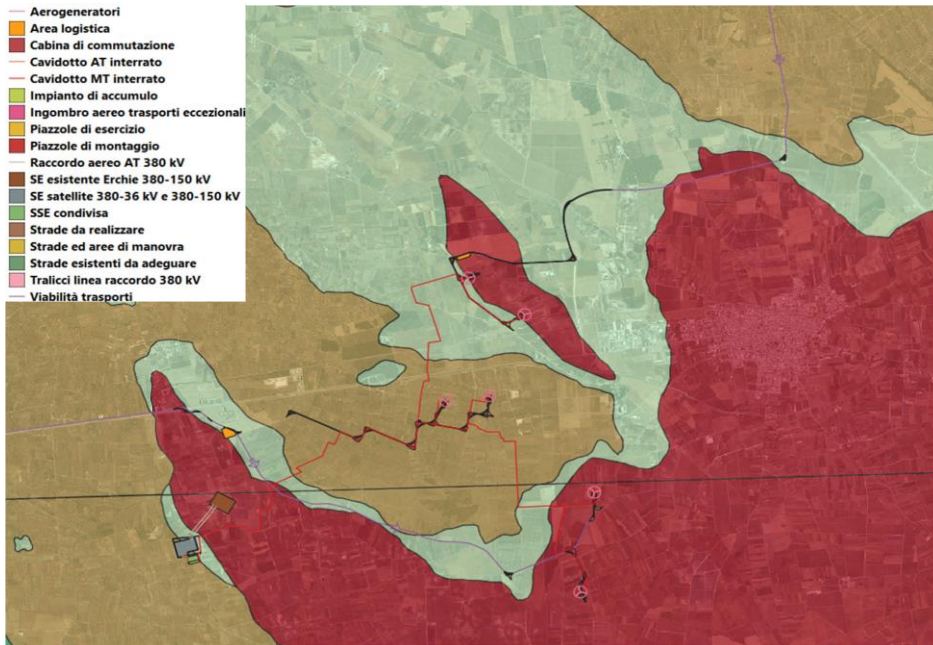 Aerogeneratori
Area logistica
Cabina di commutazione
Cavidotto AT interrato
Cavidotto MT interrato
Impianto di accumulo
Ingombro aereo trasporti eccezionali
Piazzole di esercizio
Piazzole di montaggio
Raccordo aereo AT 380 kV
SE esistente Erchie 380-150 kV
SE satellite 380-36 kV e 380-150 kV
SSE condivisa
Strade da realizzare
Strade ed aree di manovra
Strade esistenti da adeguare
Tralicci linea raccordo 380 kV
Viabilità trasporti